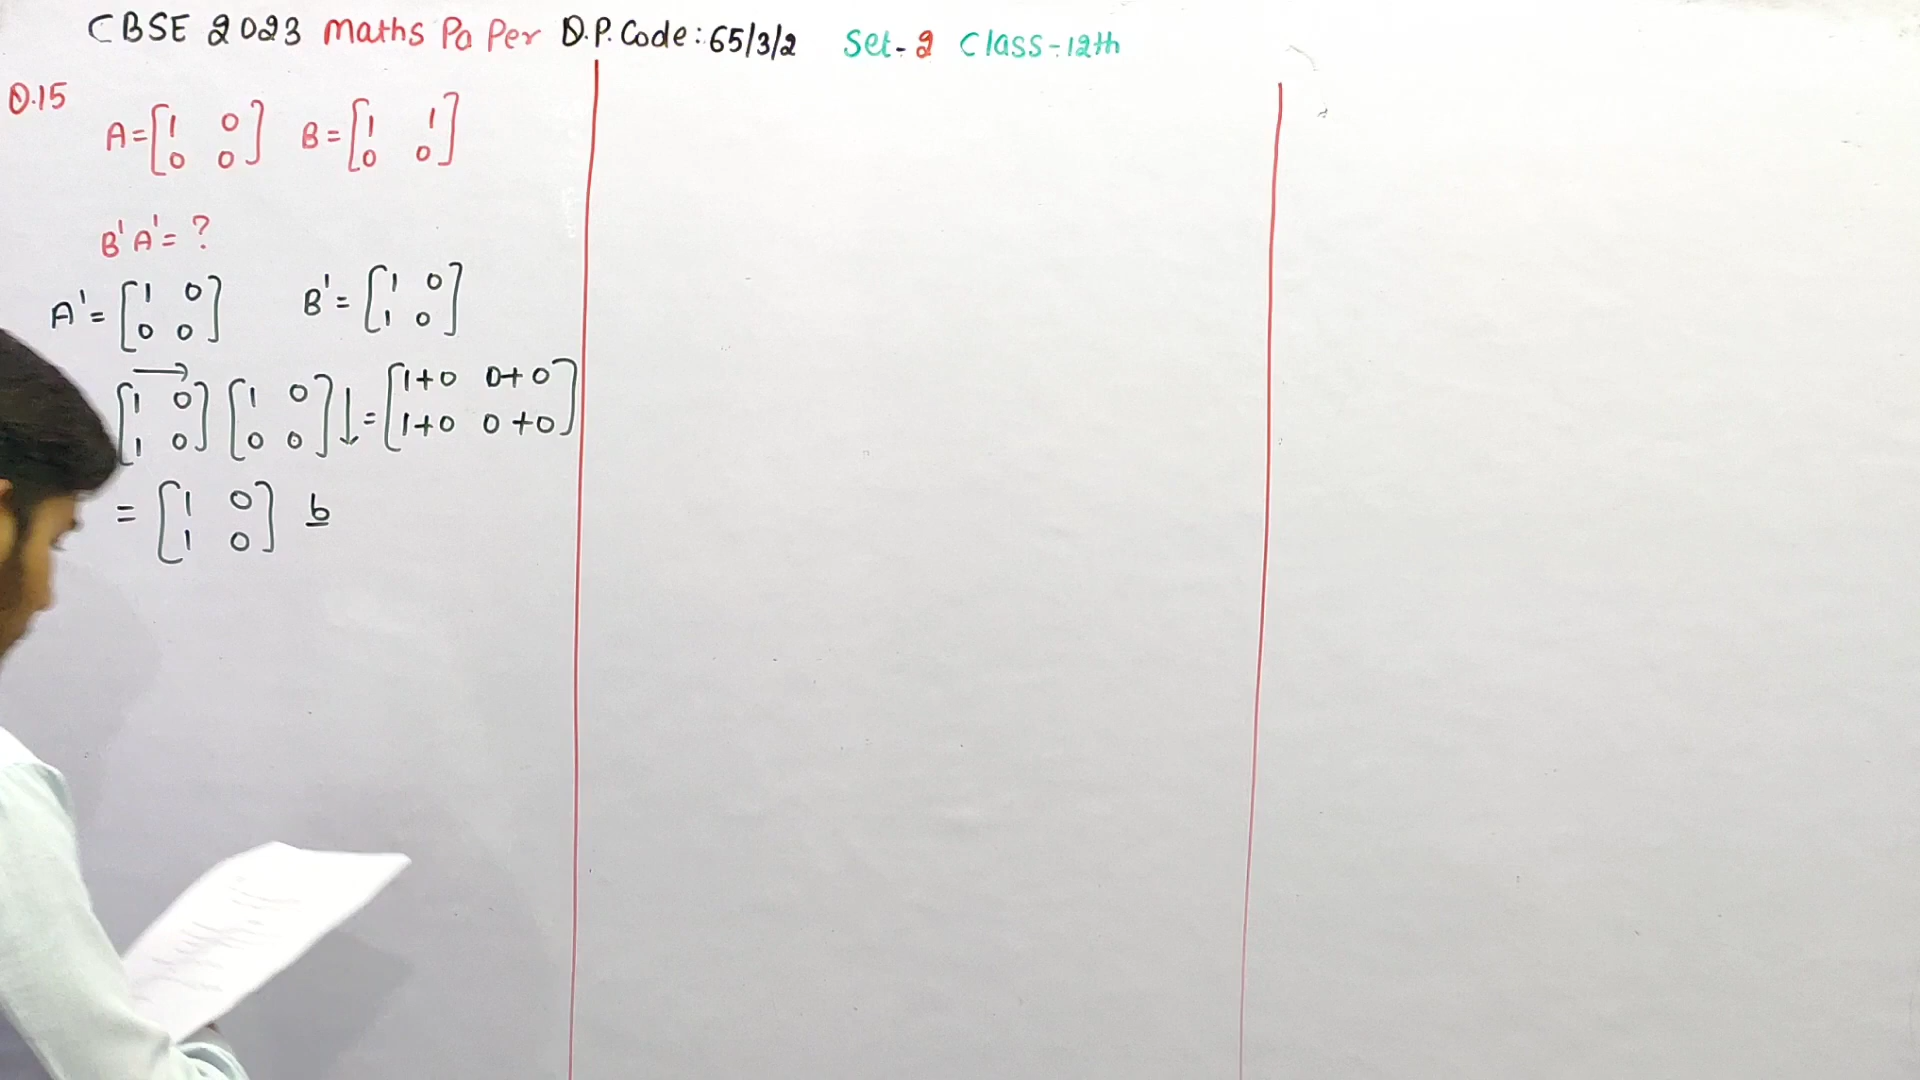 CBSE 2023 Maths Pa Per Q.P. Code: 65/3/2 Set-2 Class-12th
Q.15
A=[1 0
0 0] B=[1 1
0 0]
B'A'= ?
A'=[1 0
0 0] B'=[1 0
1 0]
[1 0
1 0][1 0
0 0]↓=[1+0 0+0
1+0 0+0]
=[1 0
1 0] b